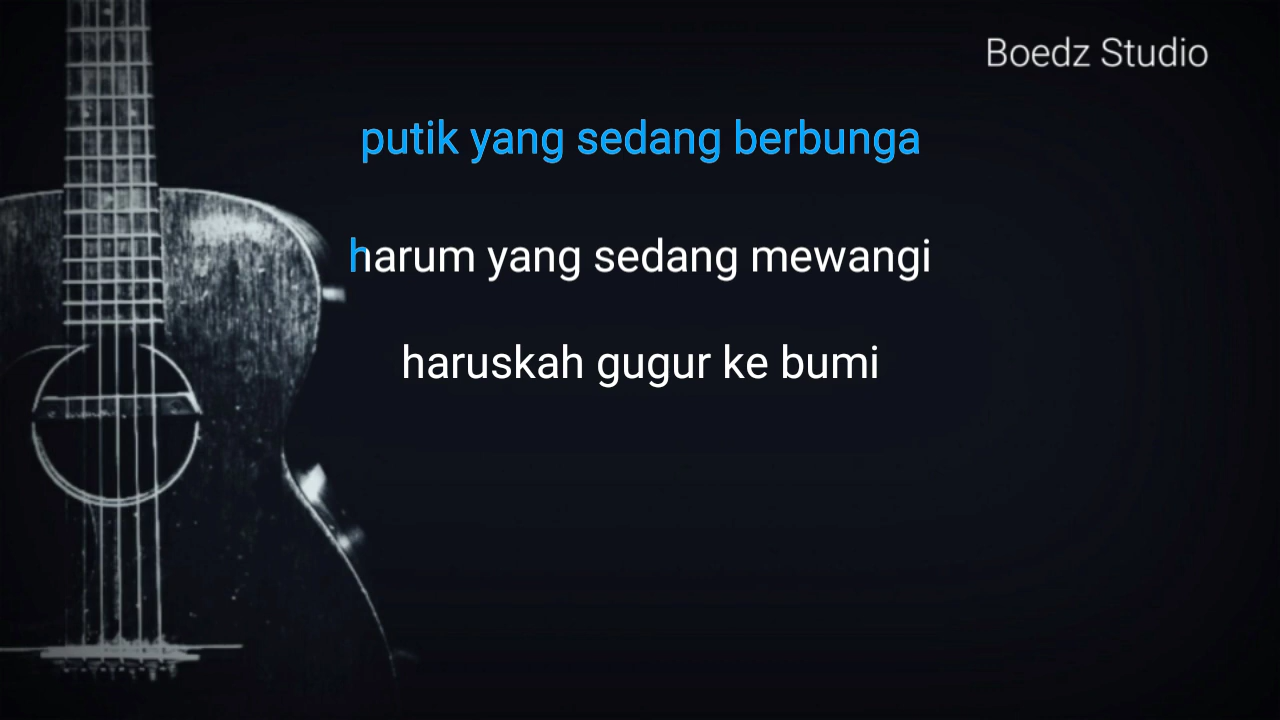 Boedz Studio
putik yang sedang berbunga
harum yang sedang mewangi
haruskah gugur ke bumi